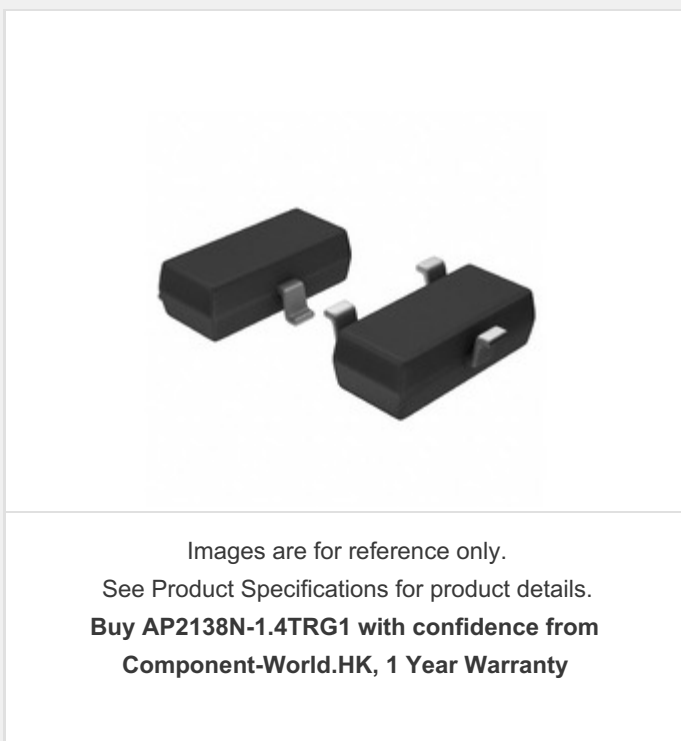 Images are for reference only.
See Product Specifications for product details.
Buy AP2138N-1.4TRG1 with confidence from
Component-World.HK, 1 Year Warranty